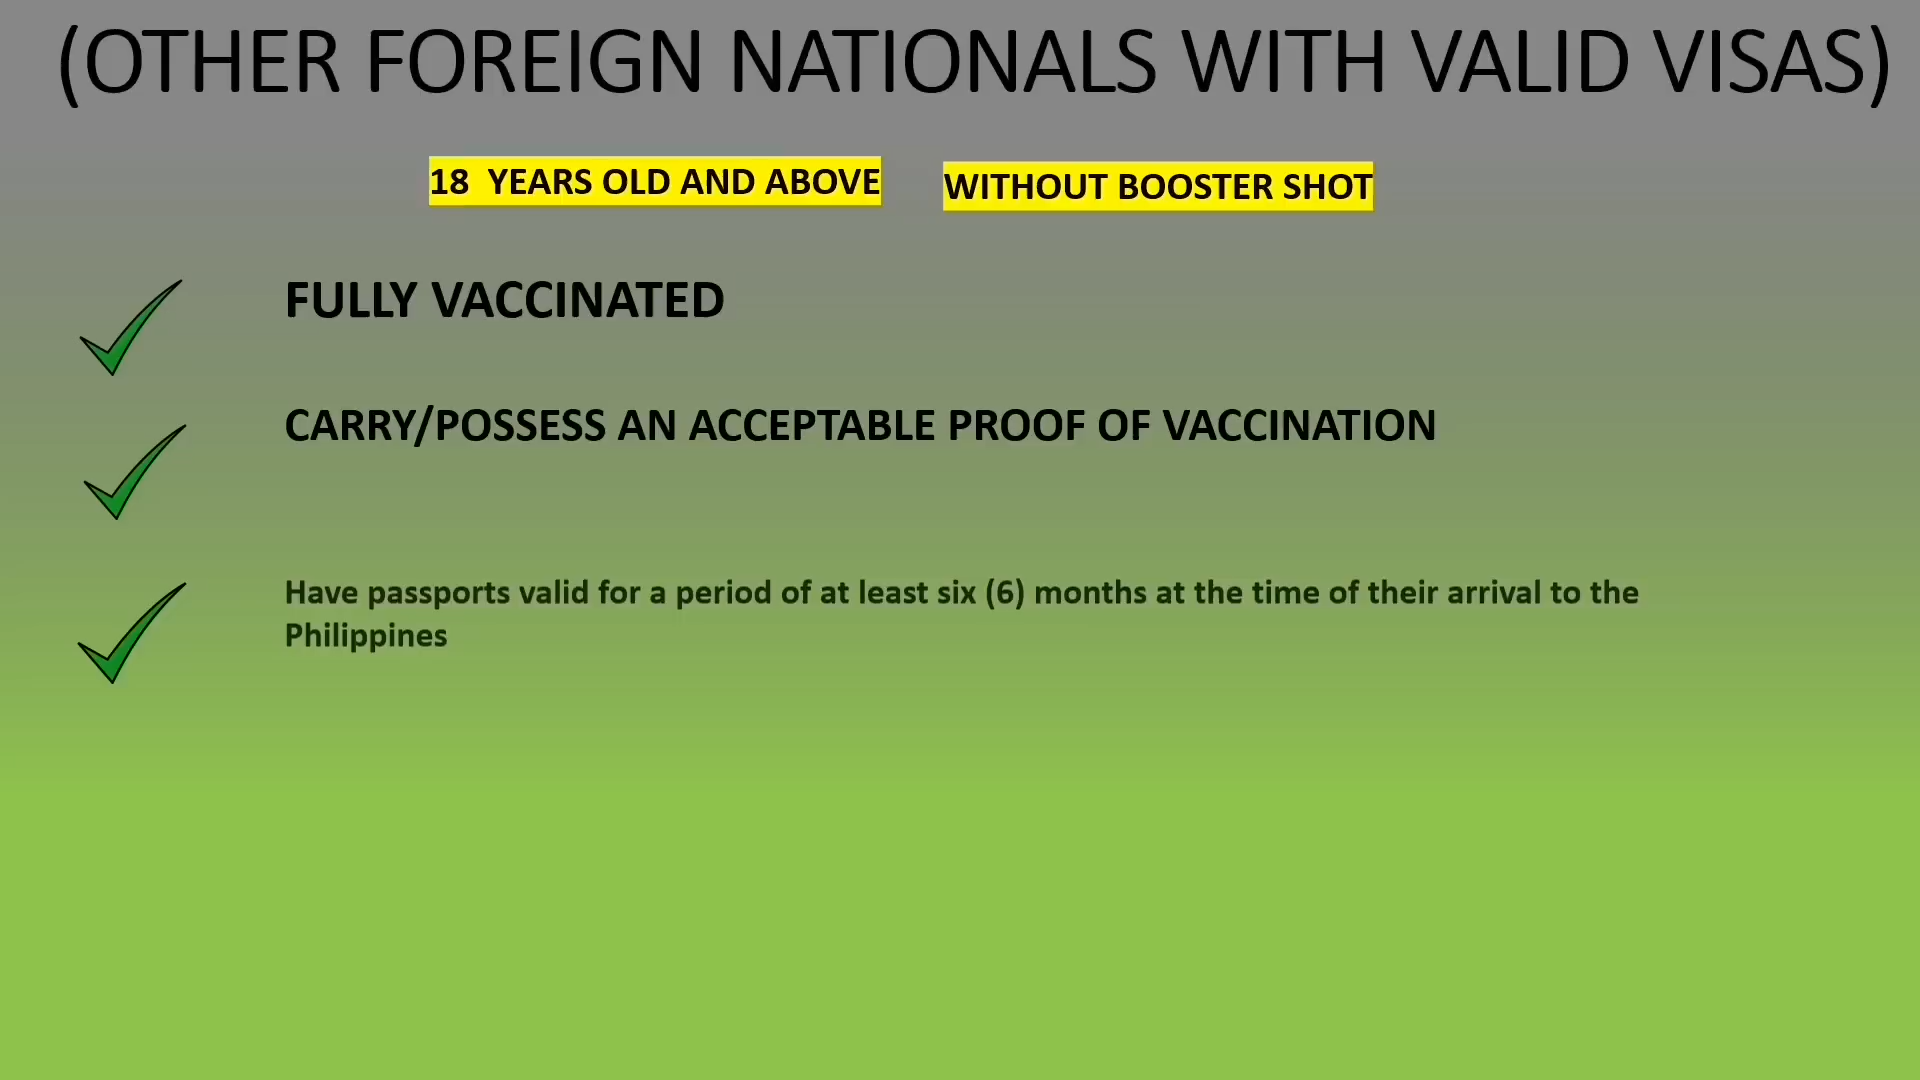 (OTHER FOREIGN NATIONALS WITH VALID VISAS)
18 YEARS OLD AND ABOVE
WITHOUT BOOSTER SHOT
FULLY VACCINATED
CARRY/POSSESS AN ACCEPTABLE PROOF OF VACCINATION
Have passports valid for a period of at least six (6) months at the time of their arrival to the
Philippines